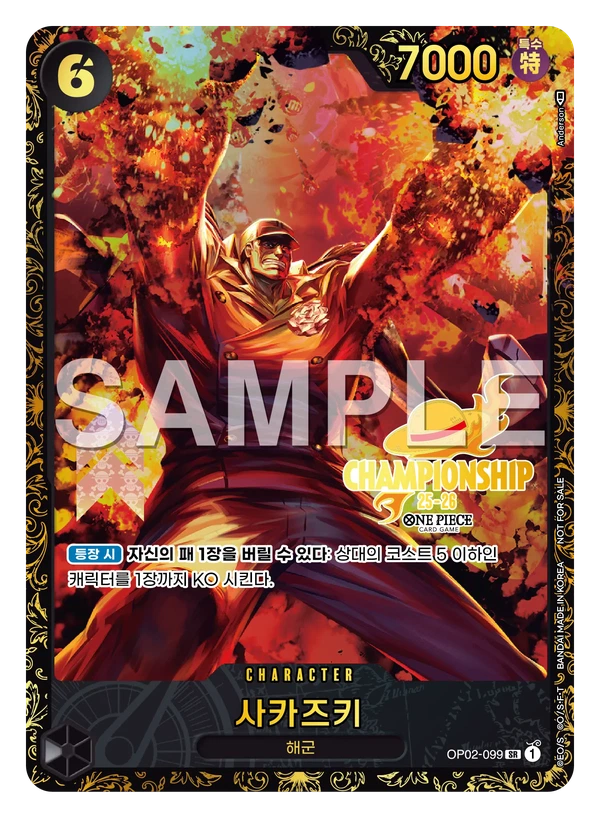 6
7000
특수
特
Anderson
SAMPLE
CHAMPIONSHIP
25-26
ONE PIECE
CARD GAME
등장 시 자신의 패 1장을 버릴 수 있다: 상대의 코스트 5 이하인
캐릭터를 1장까지 KO 시킨다.
CHARACTER
사카즈키
해군
OP02-099 SR 1
©E.O/S. ©E.O./S.,F.,T. BANDAI MADE IN KOREA NOT FOR SALE